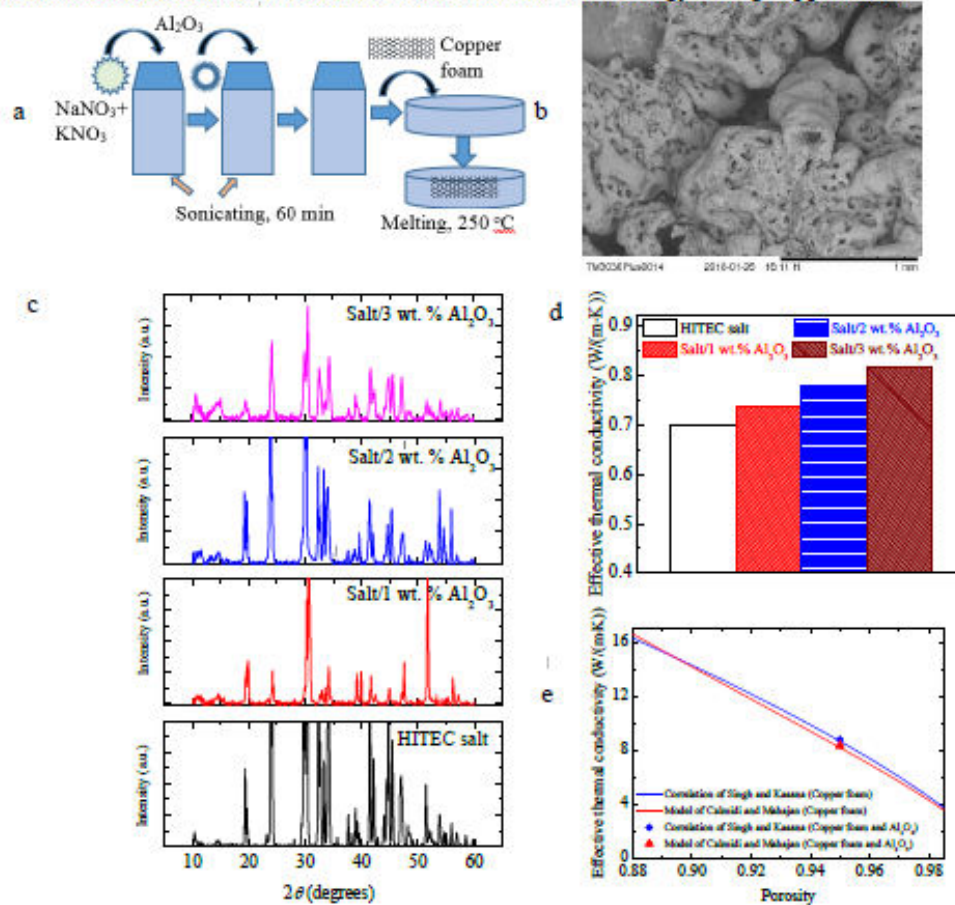 Al₂O₃
Copper
foam
a
b
NaNO₃+
KNO₃
Sonicating, 60 min
Melting, 250 °C
1 mm
c
Salt/3 wt. % Al₂O₃
Intensity (a.u.)
Salt/2 wt. % Al₂O₃
Intensity (a.u.)
Salt/1 wt. % Al₂O₃
Intensity (a.u.)
HITEC salt
Intensity (a.u.)
10 20 30 40 50 60
2θ (degrees)
d
Effective thermal conductivity (W/(m·K))
0.9
0.8
0.7
0.6
0.5
0.4
HITEC salt
Salt/2 wt. % Al₂O₃
Salt/1 wt.% Al₂O₃
Salt/3 wt. % Al₂O₃
e
Effective thermal conductivity (W/(mK))
16
12
8
4
0
Correlation of Singh and (Copper foam)
Model of Calmidi and Mahajan (Copper foam)
Correlation of Singh and (Copper foam and Al₂O₃)
Model of Calmidi and Mahajan (Copper foam and Al₂O₃)
0.88 0.90 0.92 0.94 0.96 0.98
Porosity